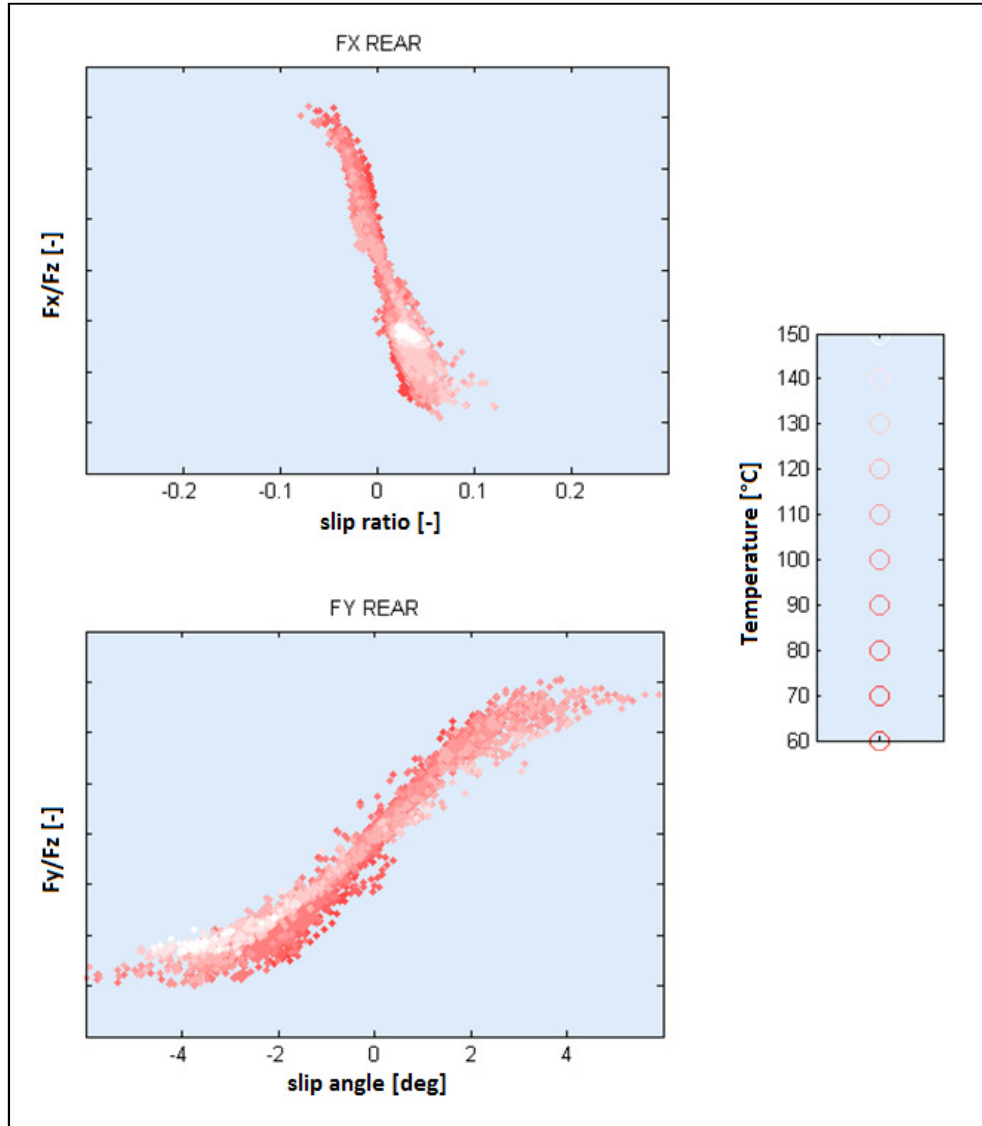 FX REAR
Fx/Fz [-]
-0.2 -0.1 0 0.1 0.2
slip ratio [-]
FY REAR
Fy/Fz [-]
-4 -2 0 2 4
slip angle [deg]
150
140
130
120
110
100
90
80
70
60
Temperature [°C]